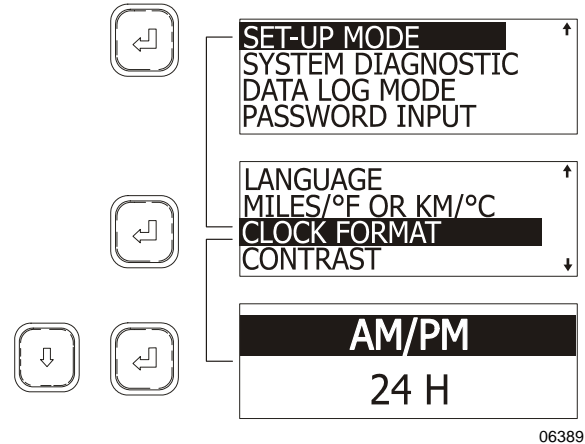 SET-UP MODE
SYSTEM DIAGNOSTIC
DATA LOG MODE
PASSWORD INPUT
LANGUAGE
MILES/°F OR KM/°C
CLOCK FORMAT
CONTRAST
AM/PM
24 H
06389